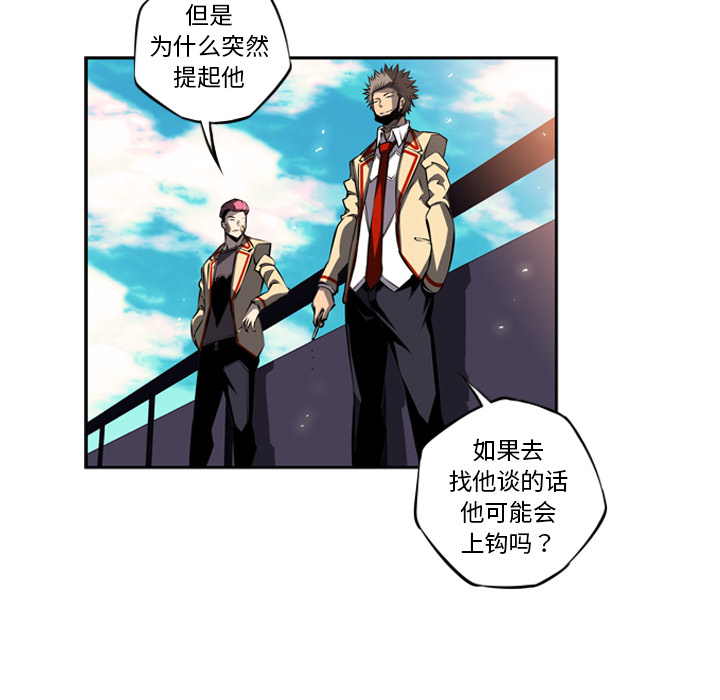 但是
为什么突然
提起他
如果去
找他谈的话
他可能会
上钩吗？